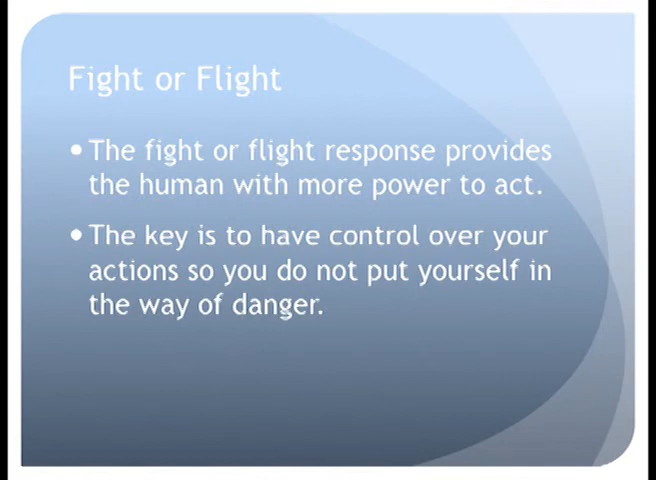 Fight or Flight
• The fight or flight response provides
the human with more power to act.
• The key is to have control over your
actions so you do not put yourself in
the way of danger.